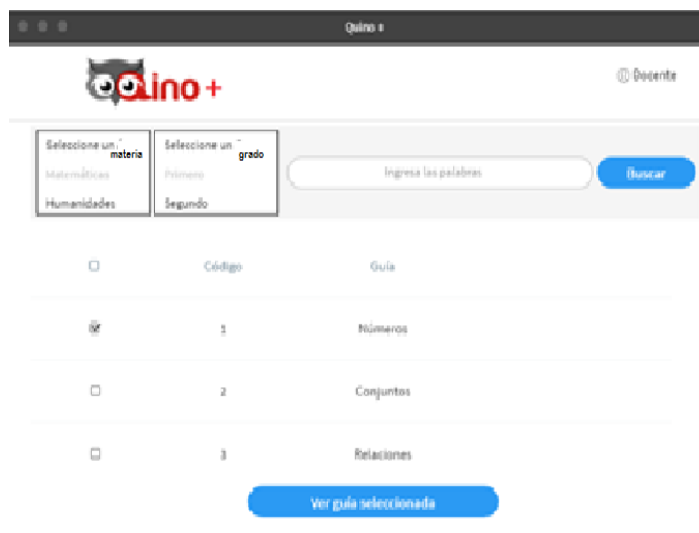 Quino +
Quino +
Docente
Seleccione un
materia
Matemáticas
Humanidades
Seleccione un
grado
Primero
Segundo
Ingresa las palabras
Buscar
Código Guía
1 Números
2 Conjuntos
3 Relaciones
Ver guía seleccionada